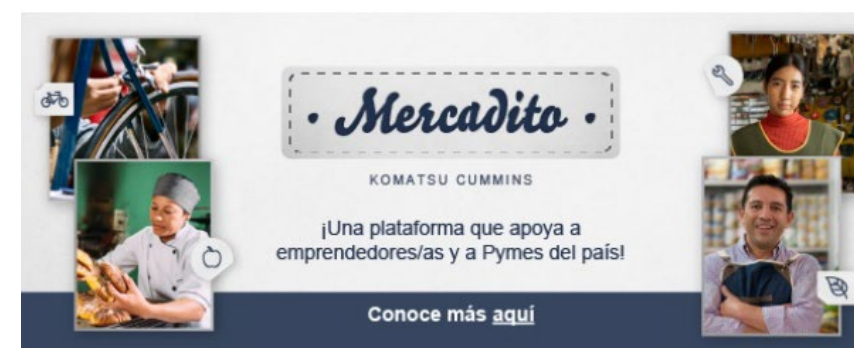 • Mercadito •
KOMATSU CUMMINS
¡Una plataforma que apoya a
emprendedores/as y a Pymes del país!
Conoce más aquí